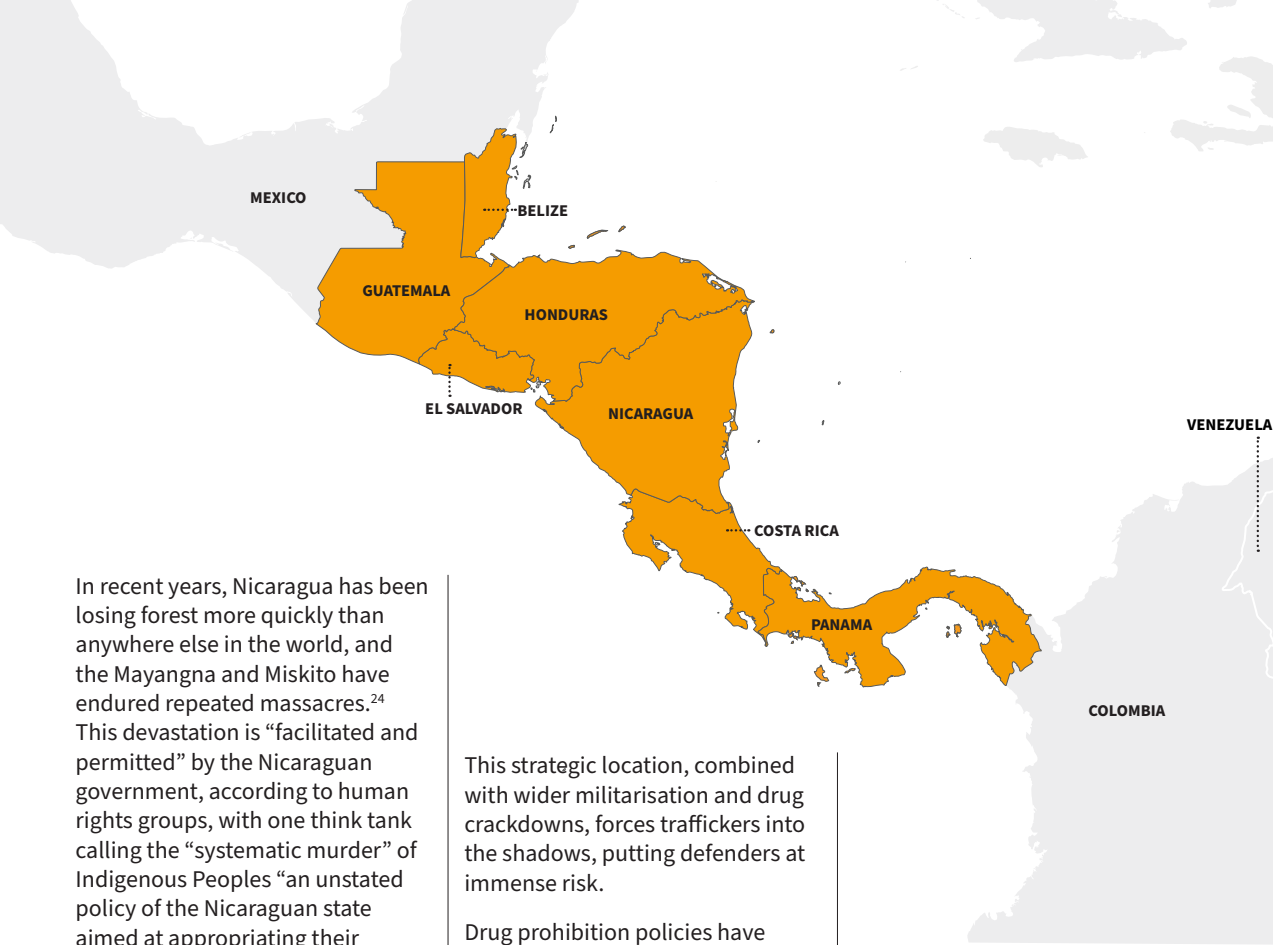 MEXICO
BELIZE
GUATEMALA
HONDURAS
EL SALVADOR
NICARAGUA
VENEZUELA
COSTA RICA
PANAMA
COLOMBIA
In recent years, Nicaragua has been
losing forest more quickly than
anywhere else in the world, and
the Mayangna and Miskito have
endured repeated massacres.24
This devastation is “facilitated and
permitted” by the Nicaraguan
government, according to human
rights groups, with one think tank
calling the “systematic murder” of
Indigenous Peoples “an unstated
policy of the Nicaraguan state
aimed at appropriating their
This strategic location, combined
with wider militarisation and drug
crackdowns, forces traffickers into
the shadows, putting defenders at
immense risk.
Drug prohibition policies have